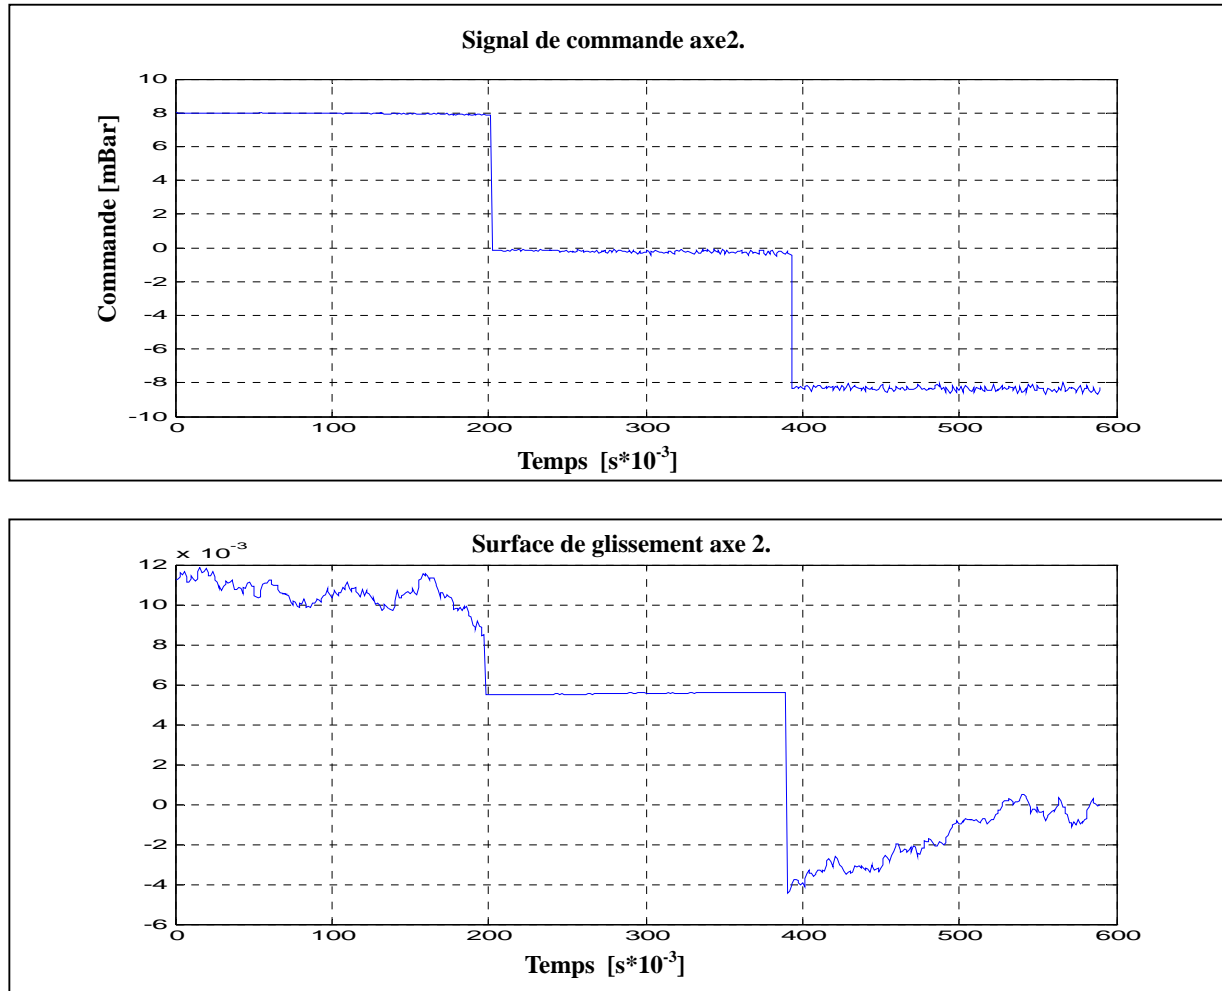 Signal de commande axe2.
10
8
6
4
2
0
-2
-4
-6
-8
-10
Commande [mBar]
0 100 200 300 400 500 600
Temps [s*10-3]
Surface de glissement axe 2.
x 10-3
12
10
8
6
4
2
0
-2
-4
-6
0 100 200 300 400 500 600
Temps [s*10-3]